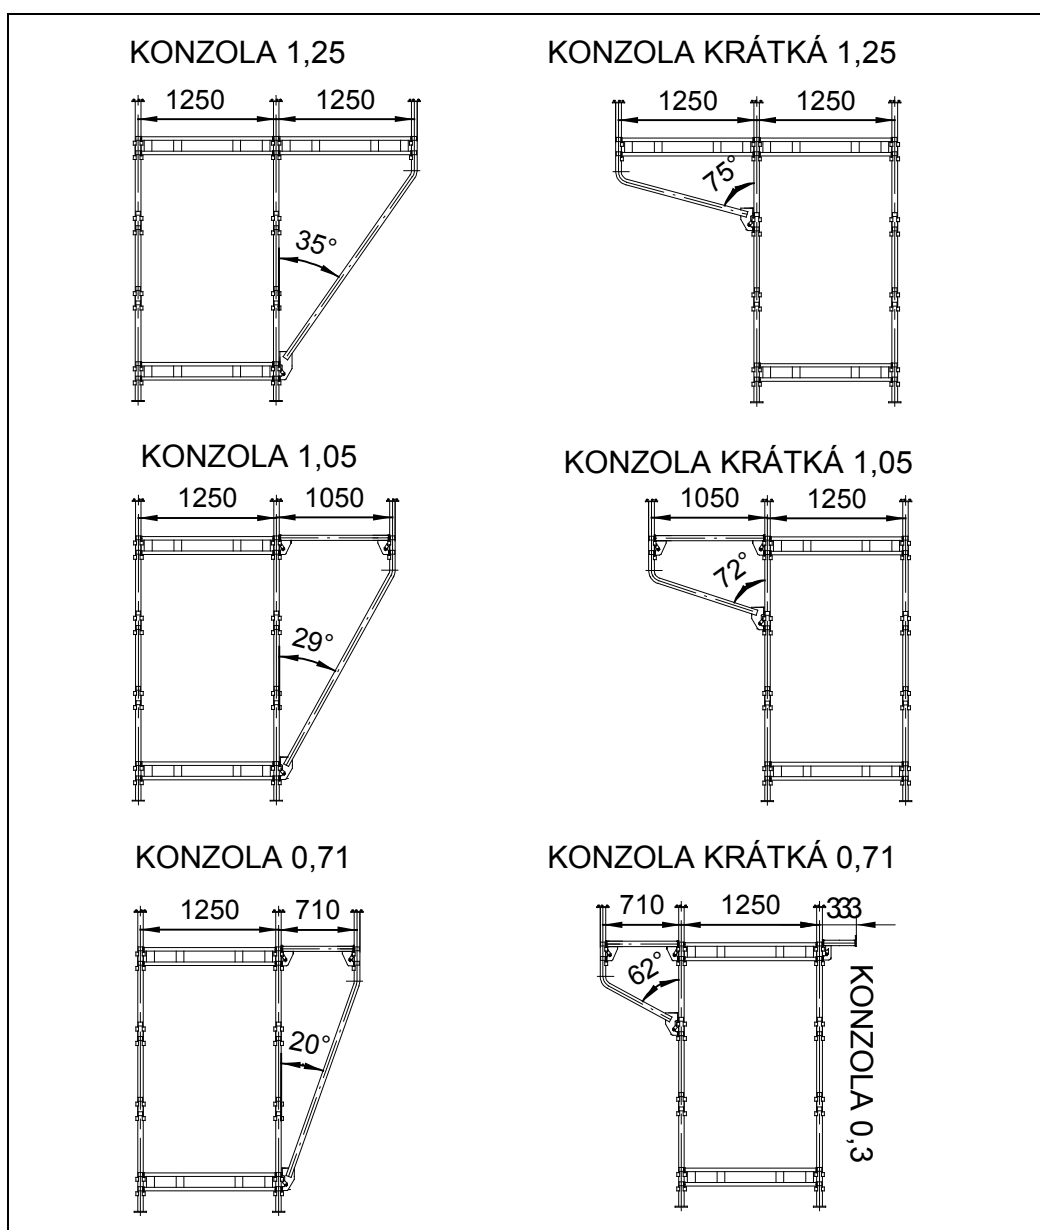 KONZOLA 1,25
1250 1250
35°
KONZOLA KRÁTKÁ 1,25
1250 1250
75°
KONZOLA 1,05
1250 1050
29°
KONZOLA KRÁTKÁ 1,05
1050 1250
72°
KONZOLA 0,71
1250 710
20°
KONZOLA KRÁTKÁ 0,71
710 1250 333
62°
KONZOLA 0,3